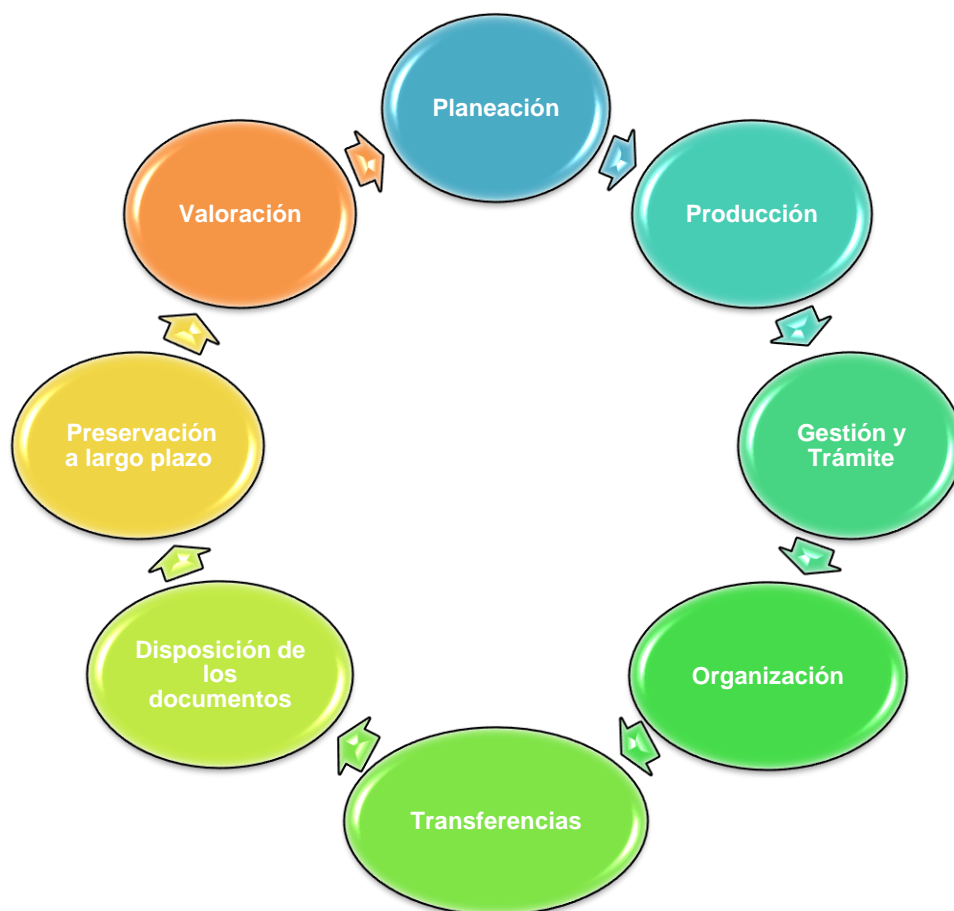 Planeación
Producción
Gestión y
Trámite
Organización
Transferencias
Disposición de
los
documentos
Preservación
a largo plazo
Valoración